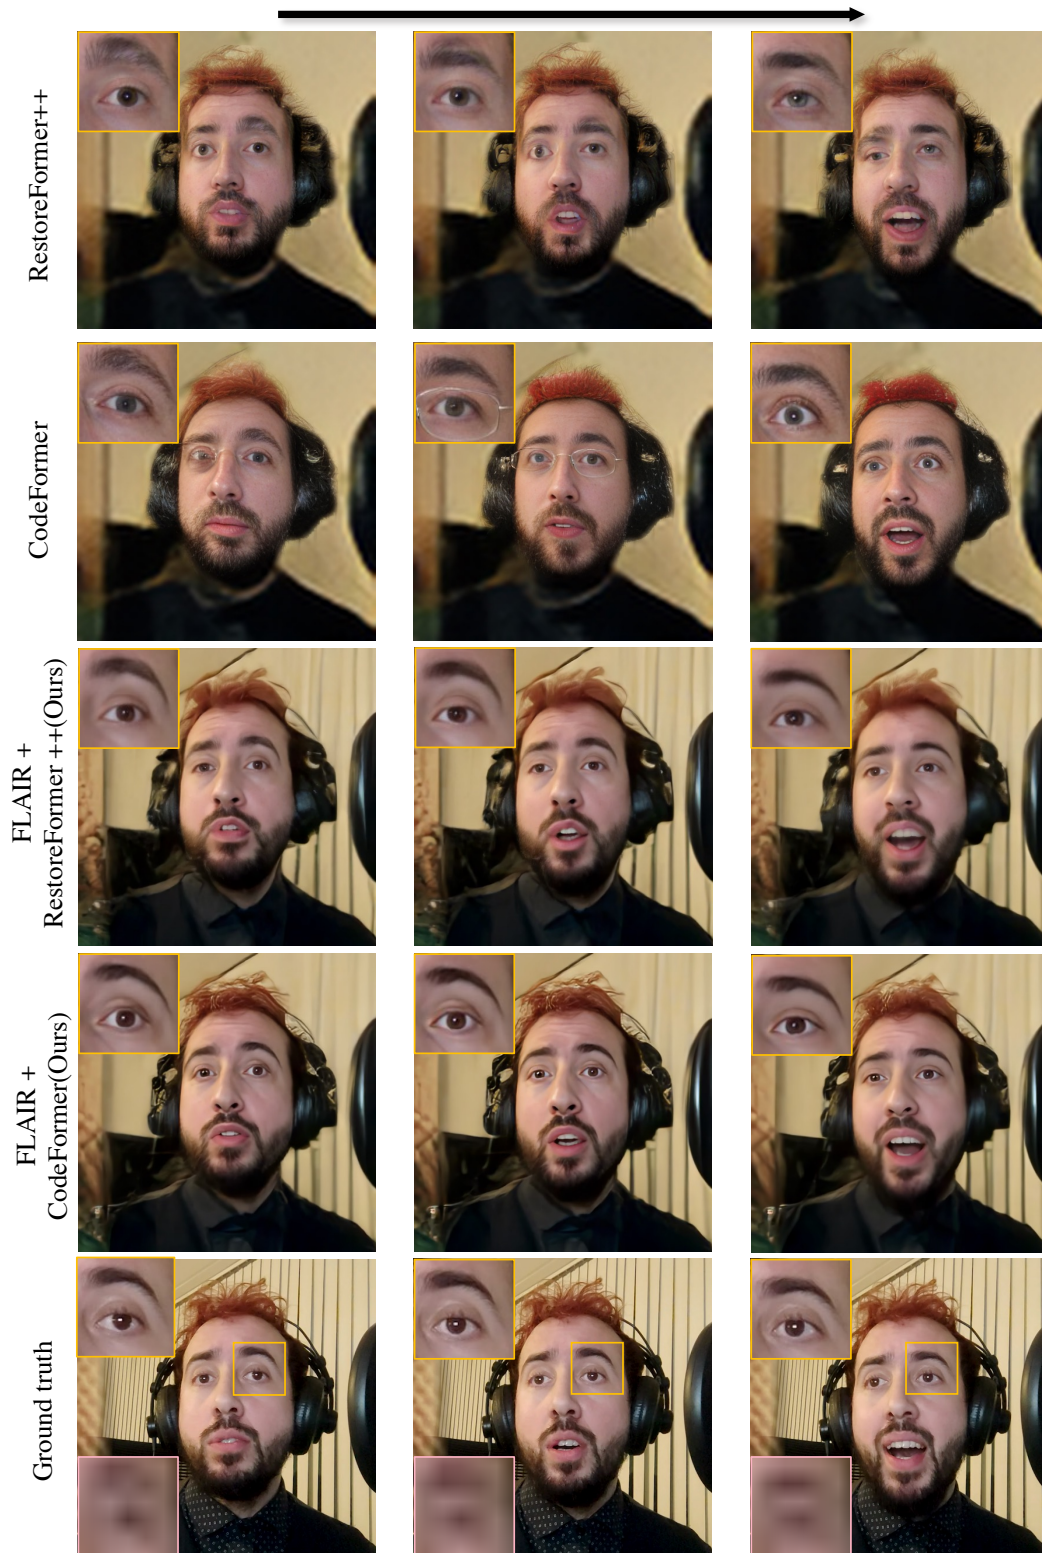 RestoreFormer++
CodeFormer
FLAIR +
RestoreFormer ++(Ours)
FLAIR +
CodeFormer(Ours)
Ground truth